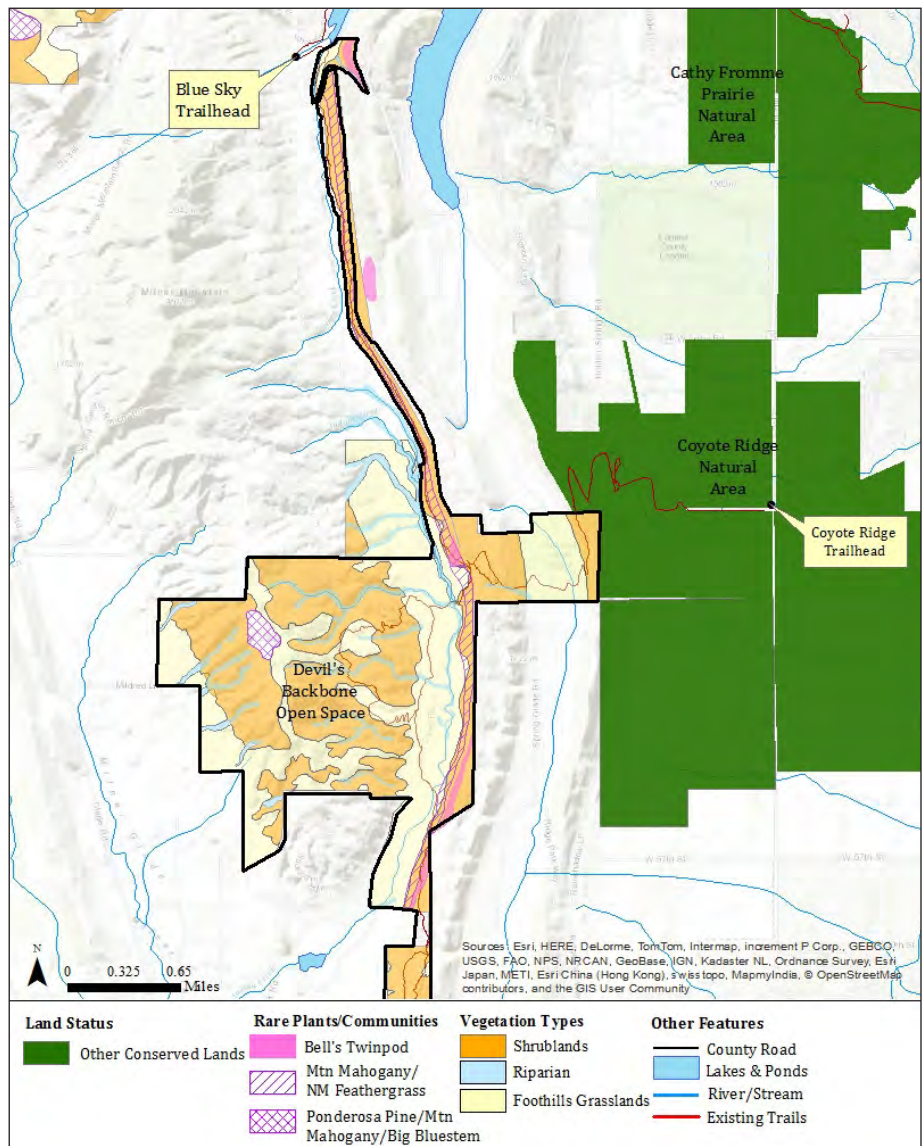 Blue Sky
Trailhead
Cathy Fromme
Prairie
Natural
Area
Coyote Ridge
Natural
Area
Coyote Ridge
Trailhead
Devil's
Backbone
Open Space
W 57th St
N
0 0.325 0.65
Miles
Sources: Esri, HERE, DeLorme, TomTom, Intermap, increment P Corp., GEBCO,
USGS, FAO, NPS, NRCAN, GeoBase, IGN, Kadaster NL, Ordnance Survey, Esri
Japan, METI, Esri China (Hong Kong), swisstopo, MapmyIndia, © OpenStreetMap
contributors, and the GIS User Community
Land Status
Other Conserved Lands
Rare Plants/Communities
Bell's Twinpod
Mtn Mahogany/
NM Feathergrass
Ponderosa Pine/Mtn
Mahogany/Big Bluestem
Vegetation Types
Shrublands
Riparian
Foothills Grasslands
Other Features
County Road
Lakes & Ponds
River/Stream
Existing Trails